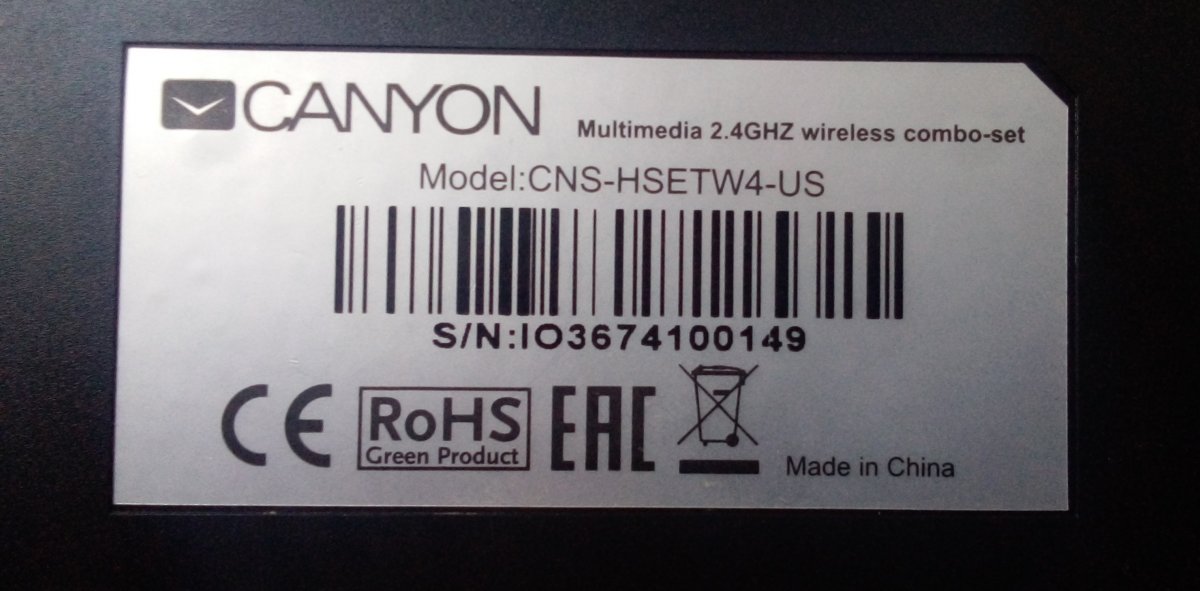 CANYON Multimedia 2.4GHZ wireless combo-set
Model:CNS-HSETW4-US
S/N:IO3674100149
CE RoHS EAC
Green Product Made in China